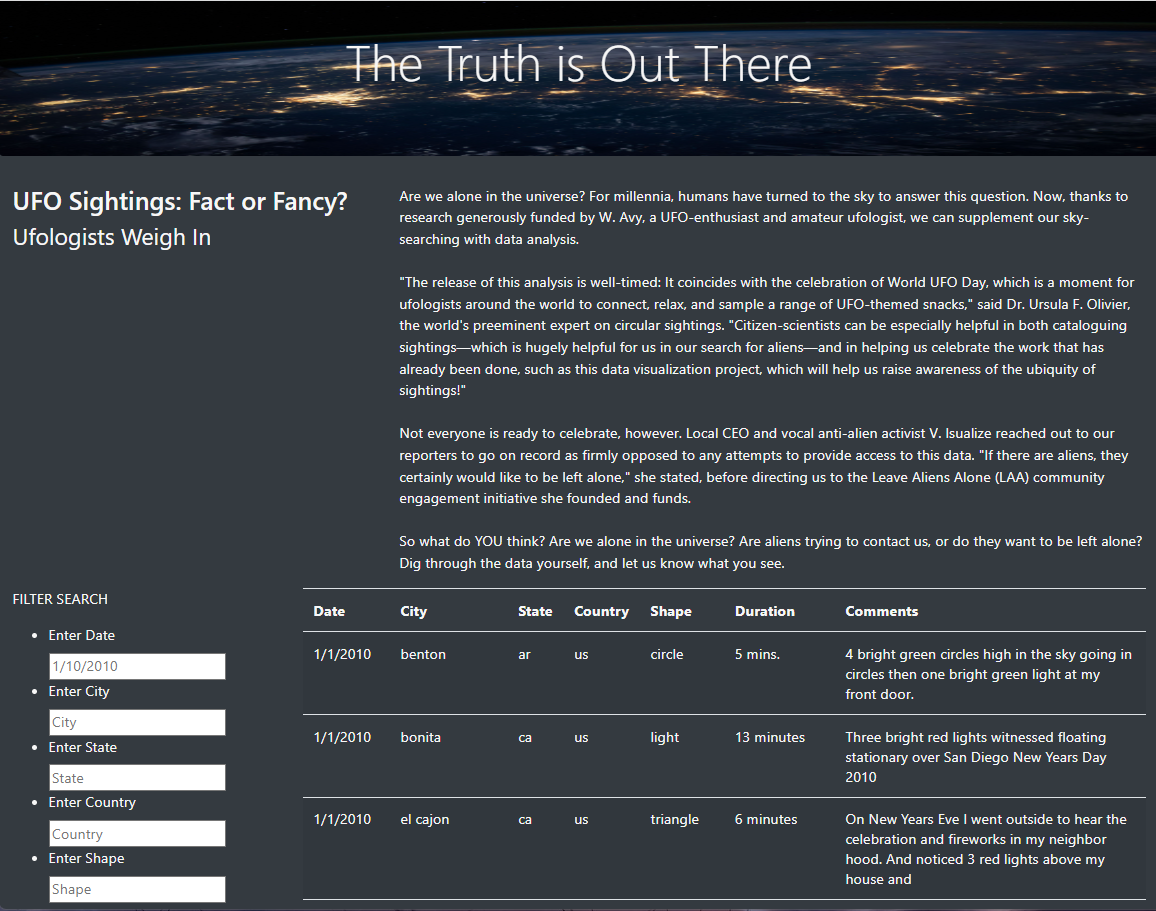 The Truth is Out There
UFO Sightings: Fact or Fancy?
Ufologists Weigh In
Are we alone in the universe? For millennia, humans have turned to the sky to answer this question. Now, thanks to
research generously funded by W. Avy, a UFO-enthusiast and amateur ufologist, we can supplement our sky-
searching with data analysis.
"The release of this analysis is well-timed: It coincides with the celebration of World UFO Day, which is a moment for
ufologists around the world to connect, relax, and sample a range of UFO-themed snacks," said Dr. Ursula F. Olivier,
the world's preeminent expert on circular sightings. "Citizen-scientists can be especially helpful in both cataloguing
sightings—which is hugely helpful for us in our search for aliens—and in helping us celebrate the work that has
already been done, such as this data visualization project, which will help us raise awareness of the ubiquity of
sightings!"
Not everyone is ready to celebrate, however. Local CEO and vocal anti-alien activist V. Isualize reached out to our
reporters to go on record as firmly opposed to any attempts to provide access to this data. "If there are aliens, they
certainly would like to be left alone," she stated, before directing us to the Leave Aliens Alone (LAA) community
engagement initiative she founded and funds.
So what do YOU think? Are we alone in the universe? Are aliens trying to contact us, or do they want to be left alone?
Dig through the data yourself, and let us know what you see.
FILTER SEARCH
Enter Date
1/10/2010
Enter City
City
Enter State
State
Enter Country
Country
Enter Shape
Shape
Date City State Country Shape Duration Comments
1/1/2010 benton ar us circle 5 mins. 4 bright green circles high in the sky going in
circles then one bright green light at my
front door.
1/1/2010 bonita ca us light 13 minutes Three bright red lights witnessed floating
stationary over San Diego New Years Day
2010
1/1/2010 el cajon ca us triangle 6 minutes On New Years Eve I went outside to hear the
celebration and fireworks in my neighbor
hood. And noticed 3 red lights above my
house and